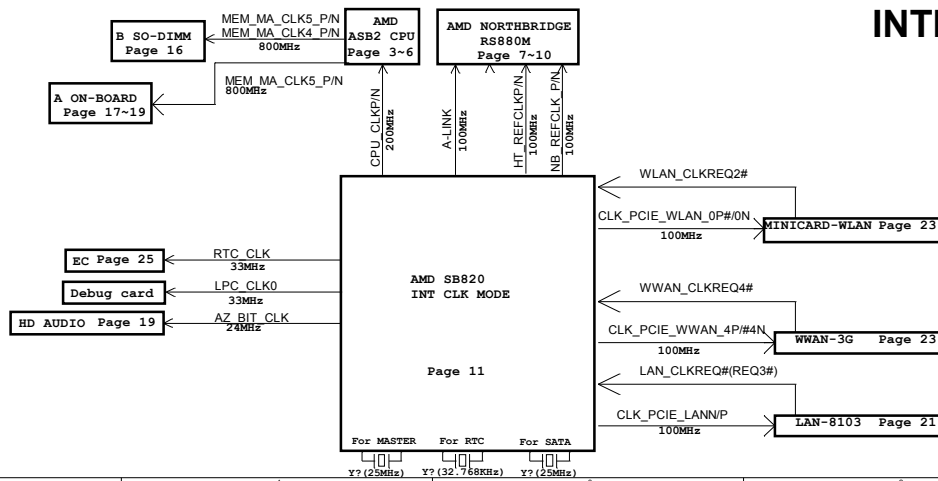 INT
MEM_MA_CLK5_P/N
MEM_MA_CLK4_P/N
800MHz
B SO-DIMM
Page 16
AMD
ASB2 CPU
Page 3~6
AMD NORTHBRIDGE
RS880M
Page 7~10
MEM_MA_CLK5_P/N
800MHz
A ON-BOARD
Page 17~19
CPU_CLKP/N
200MHz
A-LINK
100MHz
HT_REFCLKP/N
100MHz
NB_REFCLK_P/N
100MHz
WLAN_CLKREQ2#
CLK_PCIE_WLAN_0P#/0N
100MHz
MINICARD-WLAN Page 23
EC Page 25
RTC_CLK
33MHz
Debug card
LPC_CLK0
33MHz
HD AUDIO Page 19
AZ_BIT_CLK
24MHz
AMD SB820
INT CLK MODE
Page 11
WWAN_CLKREQ4#
CLK_PCIE_WWAN_4P/#4N
100MHz
WWAN-3G Page 23
LAN_CLKREQ#(REQ3#)
CLK_PCIE_LANN/P
100MHz
LAN-8103 Page 21
For MASTER
For RTC
For SATA
Y?(25MHz)
Y?(32.768KHz)
Y?(25MHz)